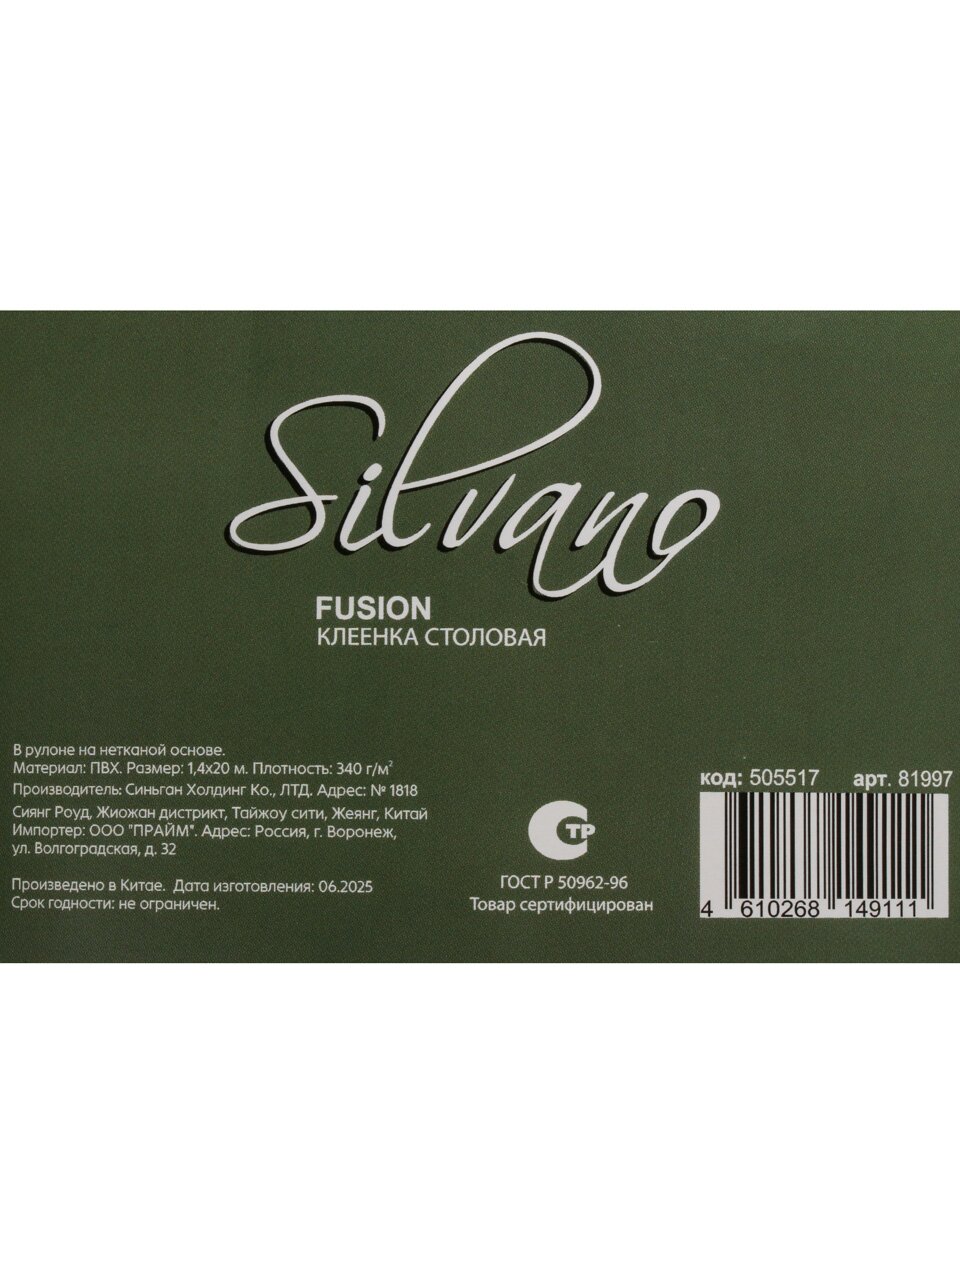 Silvano
FUSION
КЛЕЕНКА СТОЛОВАЯ
В рулоне на нетканой основе.
Материал: ПВХ. Размер: 1,4х20 м. Плотность: 340 г/м²
Производитель: Синьган Холдинг Ко., ЛТД. Адрес: № 1818
Сиянг Роуд, Жиожан дистрикт, Тайжоу сити, Жеянг, Китай
Импортер: ООО "ПРАЙМ". Адрес: Россия, г. Воронеж,
ул. Волгоградская, д. 32
Произведено в Китае. Дата изготовления: 06.2025
Срок годности: не ограничен.
СТР
ГОСТ Р 50962-96
Товар сертифицирован
код: 505517 арт. 81997
4 610268 149111